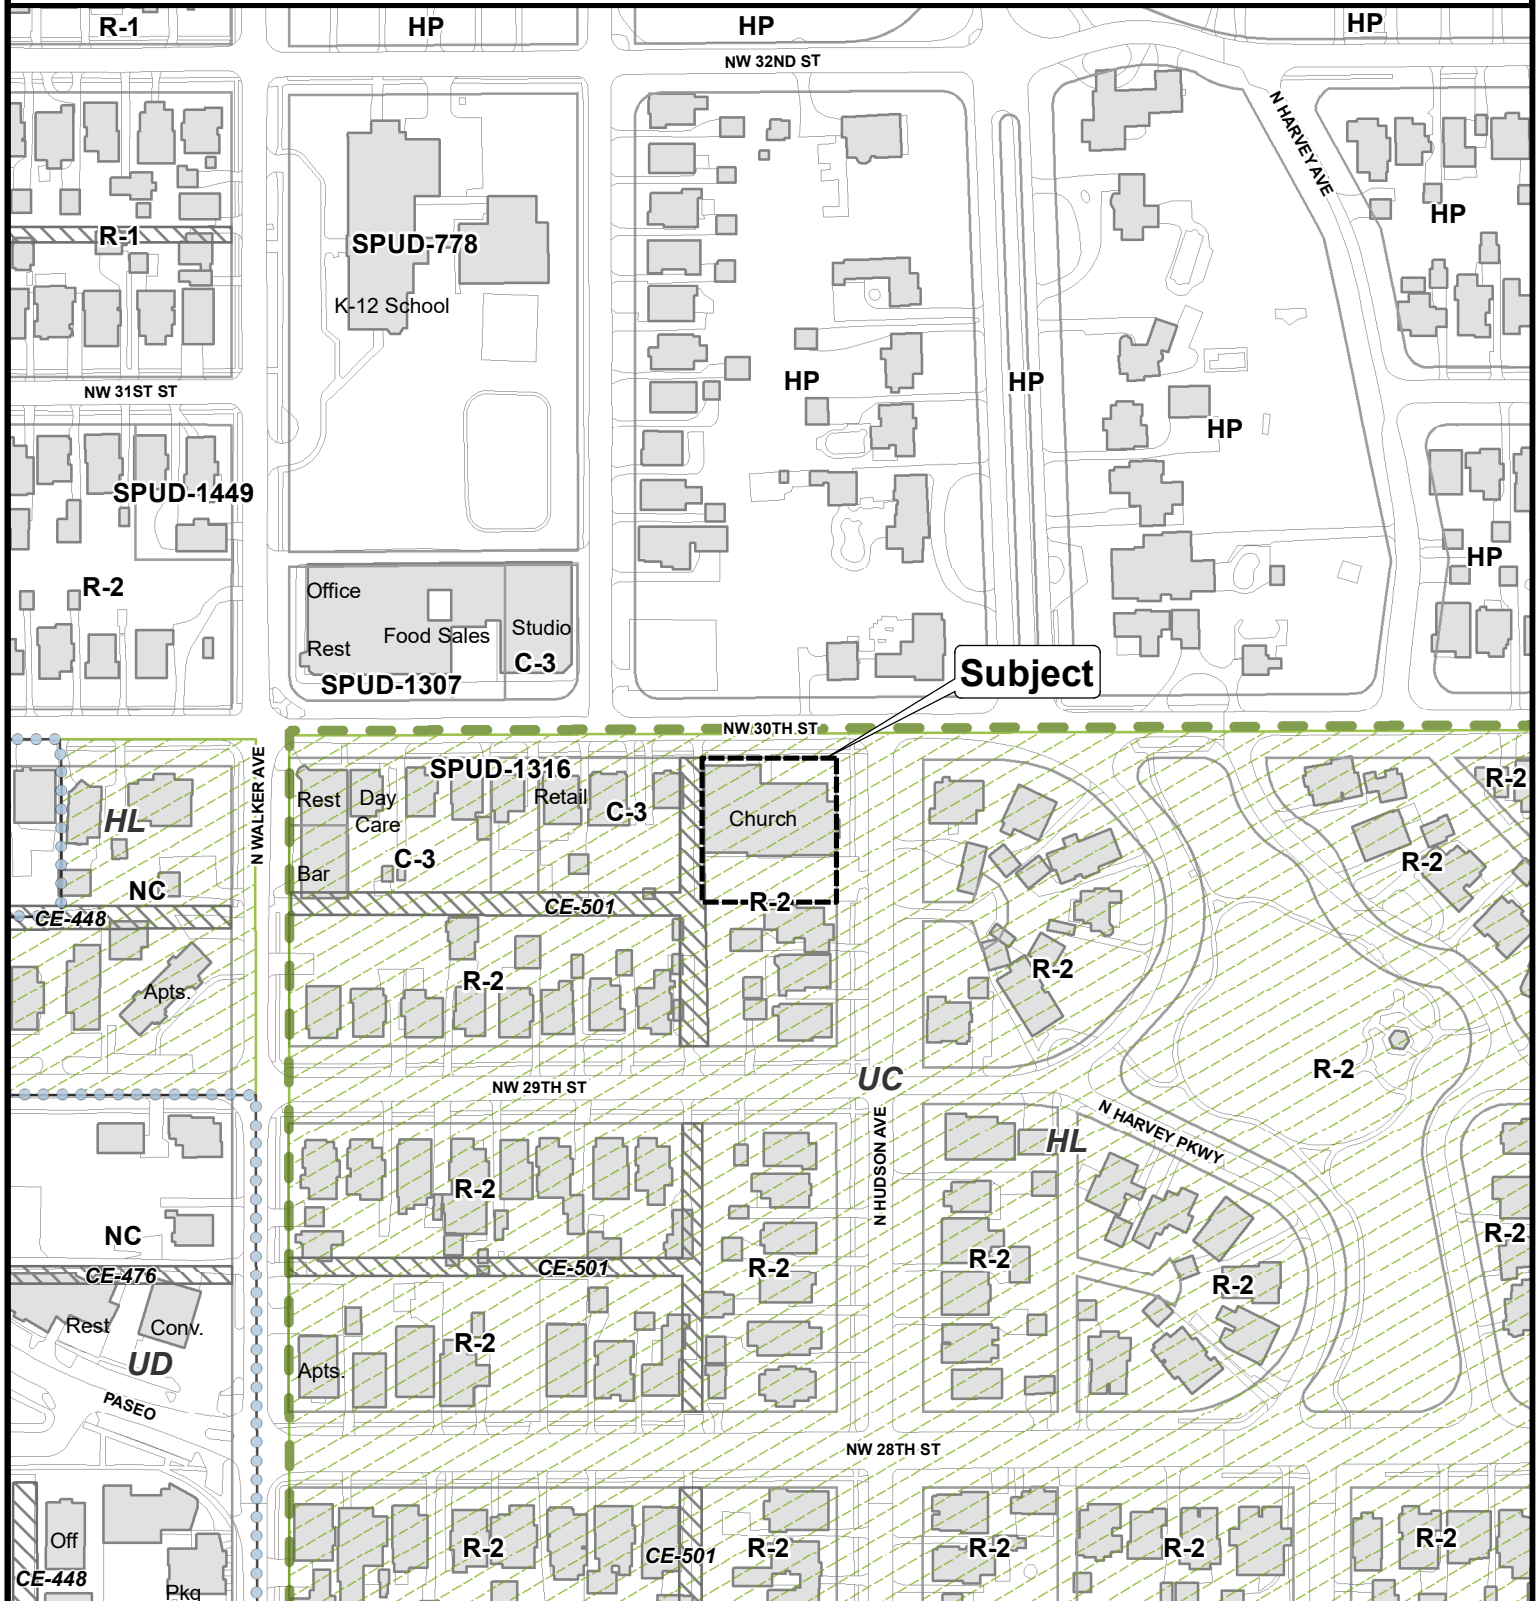 R-1
HP
HP
HP
NW 32ND ST
N HARVEY AVE
HP
R-1
SPUD-778
K-12 School
HP
HP
HP
NW 31ST ST
SPUD-1449
R-2
HP
Office
Food Sales
Studio
Rest
C-3
SPUD-1307
Subject
NW 30TH ST
N WALKER AVE
SPUD-1316
Rest
Day
Care
Retail
C-3
Church
R-2
HL
C-3
Bar
R-2
NC
CE-448
CE-501
R-2
Apts.
R-2
R-2
R-2
UC
NW 29TH ST
N HUDSON AVE
HL
N HARVEY PKWY
R-2
NC
R-2
CE-476
CE-501
R-2
R-2
R-2
Rest
Conv.
UD
R-2
Apts.
PASEO
NW 28TH ST
Off
CE-448
Pkg
R-2
CE-501
R-2
R-2
R-2
R-2